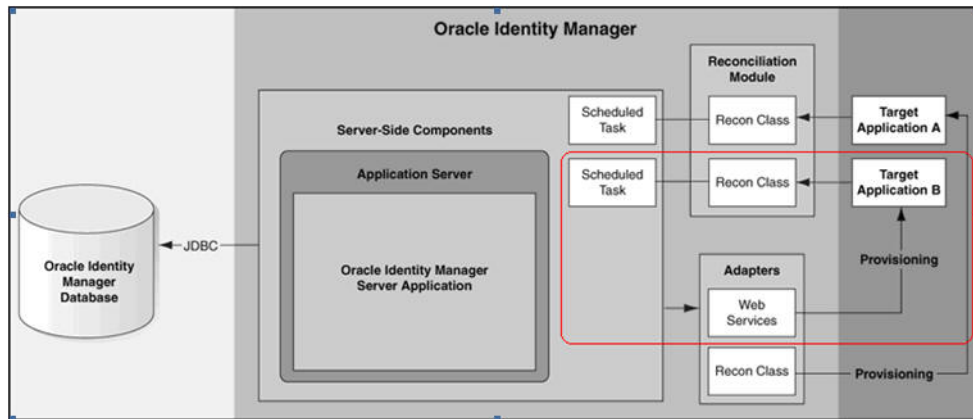 Oracle Identity Manager
Reconciliation
Module
Scheduled
Task
Recon Class
Target
Application A
Server-Side Components
Scheduled
Task
Recon Class
Target
Application B
Application Server
JDBC
Oracle Identity
Manager
Database
Oracle Identity Manager
Server Application
Adapters
Provisioning
Web
Services
Recon Class
Provisioning